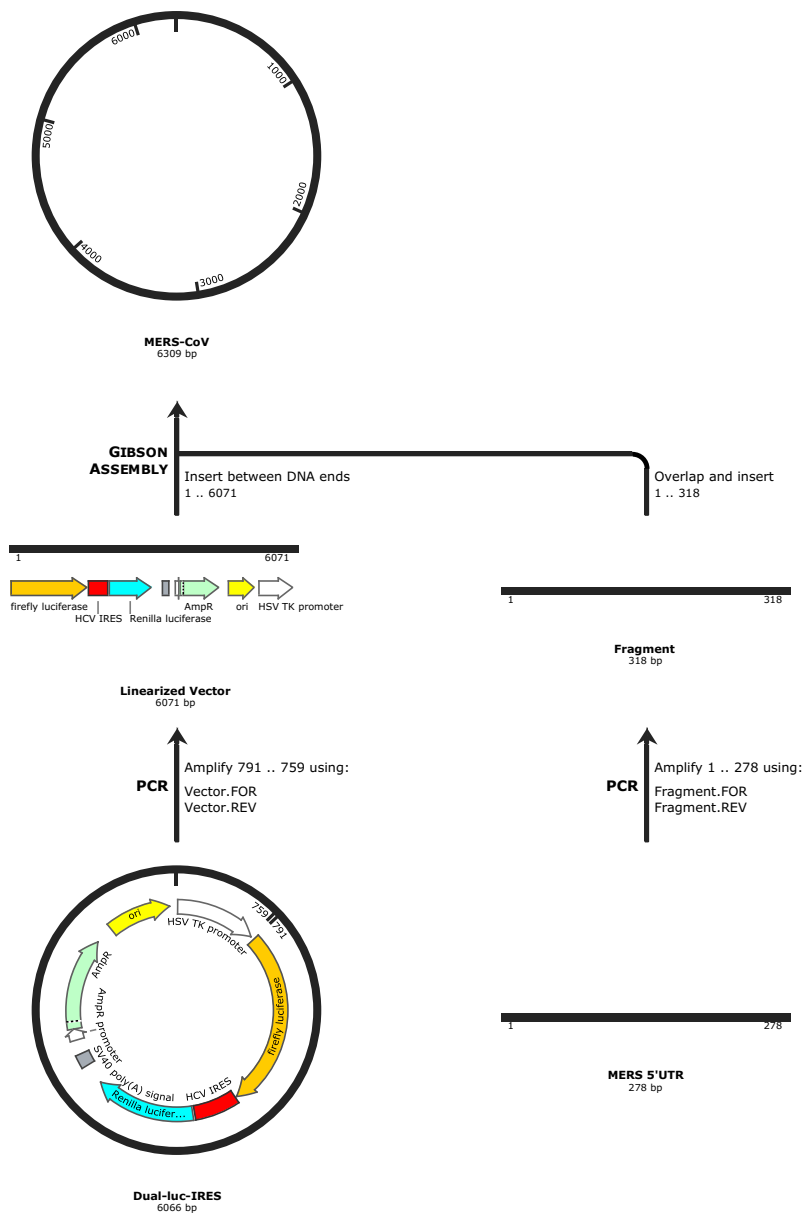 6000
1000
5000
2000
4000
3000
MERS-CoV
6309 bp
GIBSON
ASSEMBLY
Insert between DNA ends
1 .. 6071
Overlap and insert
1 .. 318
1
6071
firefly luciferase
AmpR
ori
HSV TK promoter
HCV IRES
Renilla luciferase
1
318
Fragment
318 bp
Linearized Vector
6071 bp
PCR
Amplify 791 .. 759 using:
Vector.FOR
Vector.REV
PCR
Amplify 1 .. 278 using:
Fragment.FOR
Fragment.REV
ori
HSV TK promoter
759
791
AmpR
firefly luciferase
AmpR promoter
SV40 poly(A) signal
HCV IRES
Renilla lucifer...
1
278
MERS 5'UTR
278 bp
Dual-luc-IRES
6066 bp